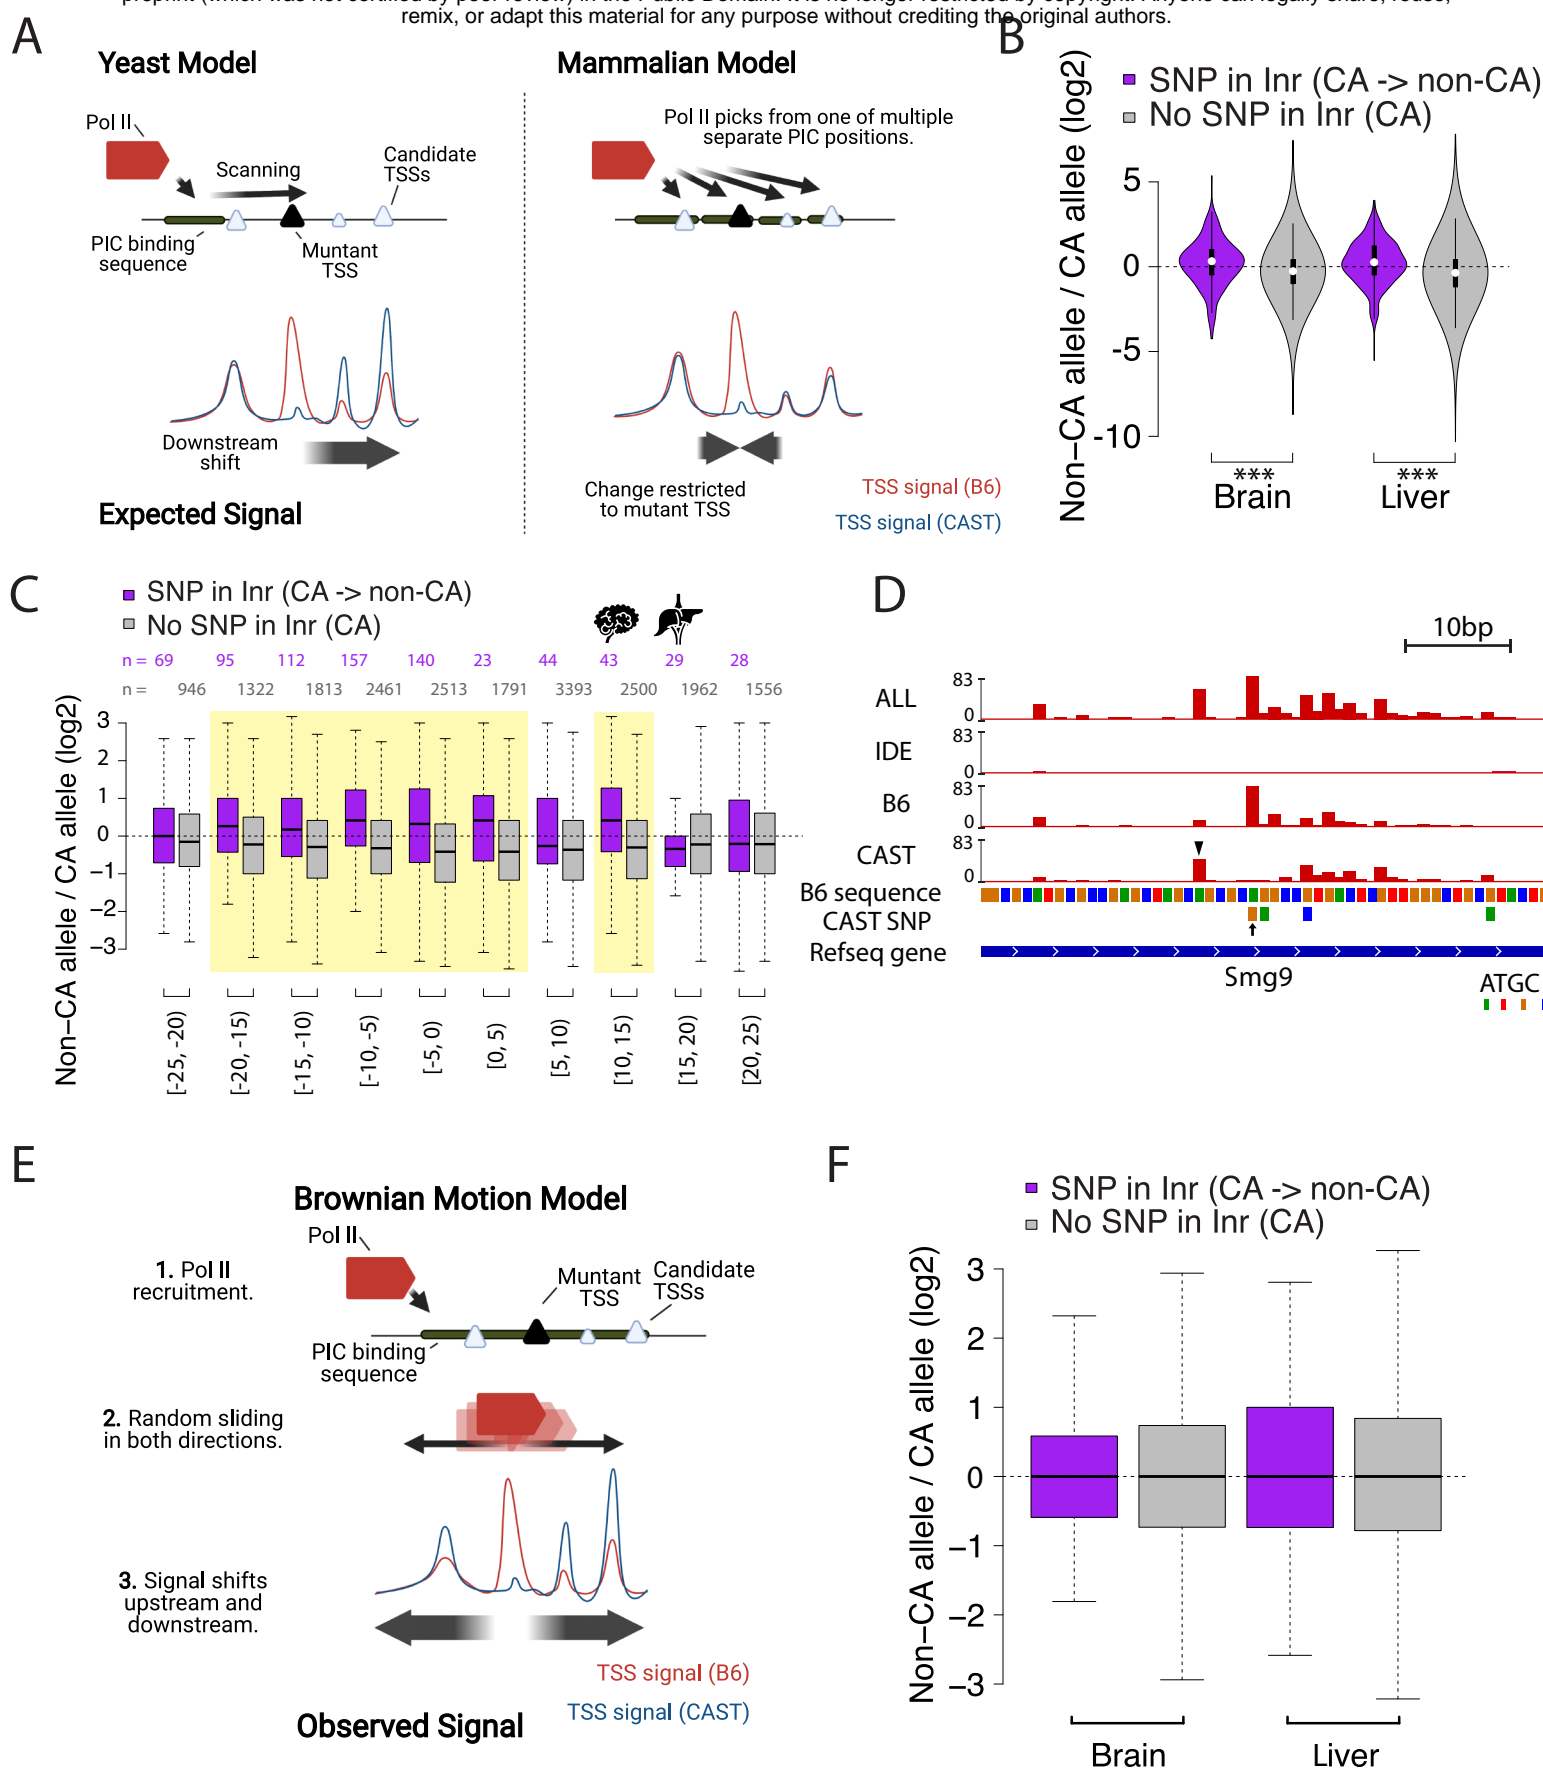 remix, or adapt this material for any purpose without crediting the original authors.
A
Yeast Model
Pol II
Scanning
Candidate
TSSs
PIC binding
sequence
Muntant
TSS
Downstream
shift
Expected Signal
Mammalian Model
Pol II picks from one of multiple
separate PIC positions.
Change restricted
to mutant TSS
TSS signal (B6)
TSS signal (CAST)
B
SNP in Inr (CA -> non-CA)
No SNP in Inr (CA)
Non−CA allele / CA allele (log2)
5
0
-5
-10
***
***
Brain
Liver
C
SNP in Inr (CA -> non-CA)
No SNP in Inr (CA)
n = 69 95 112 157 140 23 44 43 29 28
n = 946 1322 1813 2461 2513 1791 3393 2500 1962 1556
Non−CA allele / CA allele (log2)
3
2
1
0
−1
−2
−3
[-25, -20)
[-20, -15)
[-15, -10)
[-10, -5)
[-5, 0)
[0, 5)
[5, 10)
[10, 15)
[15, 20)
[20, 25)
D
10bp
ALL
83
0
IDE
83
0
B6
83
0
CAST
83
0
B6 sequence
CAST SNP
Refseq gene
Smg9
ATGC
E
Brownian Motion Model
Pol II
1. Pol II
recruitment.
Muntant
TSS
Candidate
TSSs
PIC binding
sequence
2. Random sliding
in both directions.
3. Signal shifts
upstream and
downstream.
TSS signal (B6)
TSS signal (CAST)
Observed Signal
F
SNP in Inr (CA -> non-CA)
No SNP in Inr (CA)
Non−CA allele / CA allele (log2)
3
2
1
0
−1
−2
−3
Brain
Liver